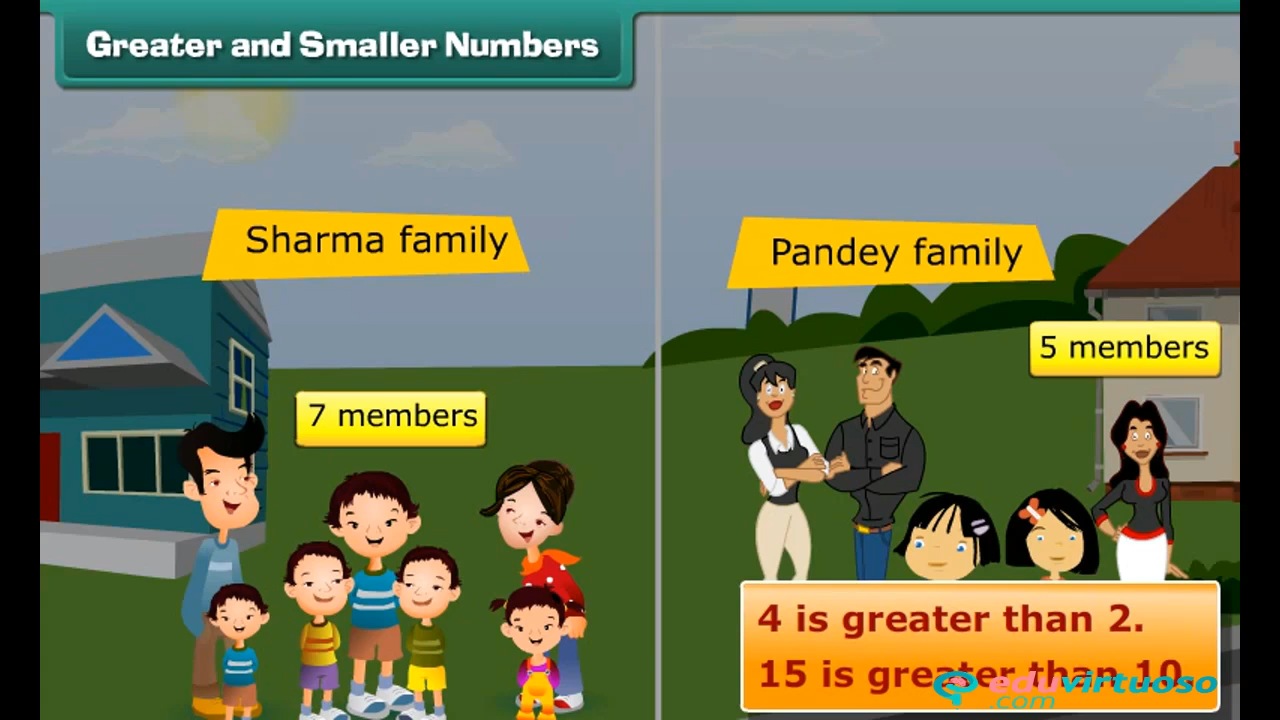 Greater and Smaller Numbers
Sharma family
Pandey family
5 members
7 members
4 is greater than 2.
15 is greater than 10.
eduvirtuoso
.com